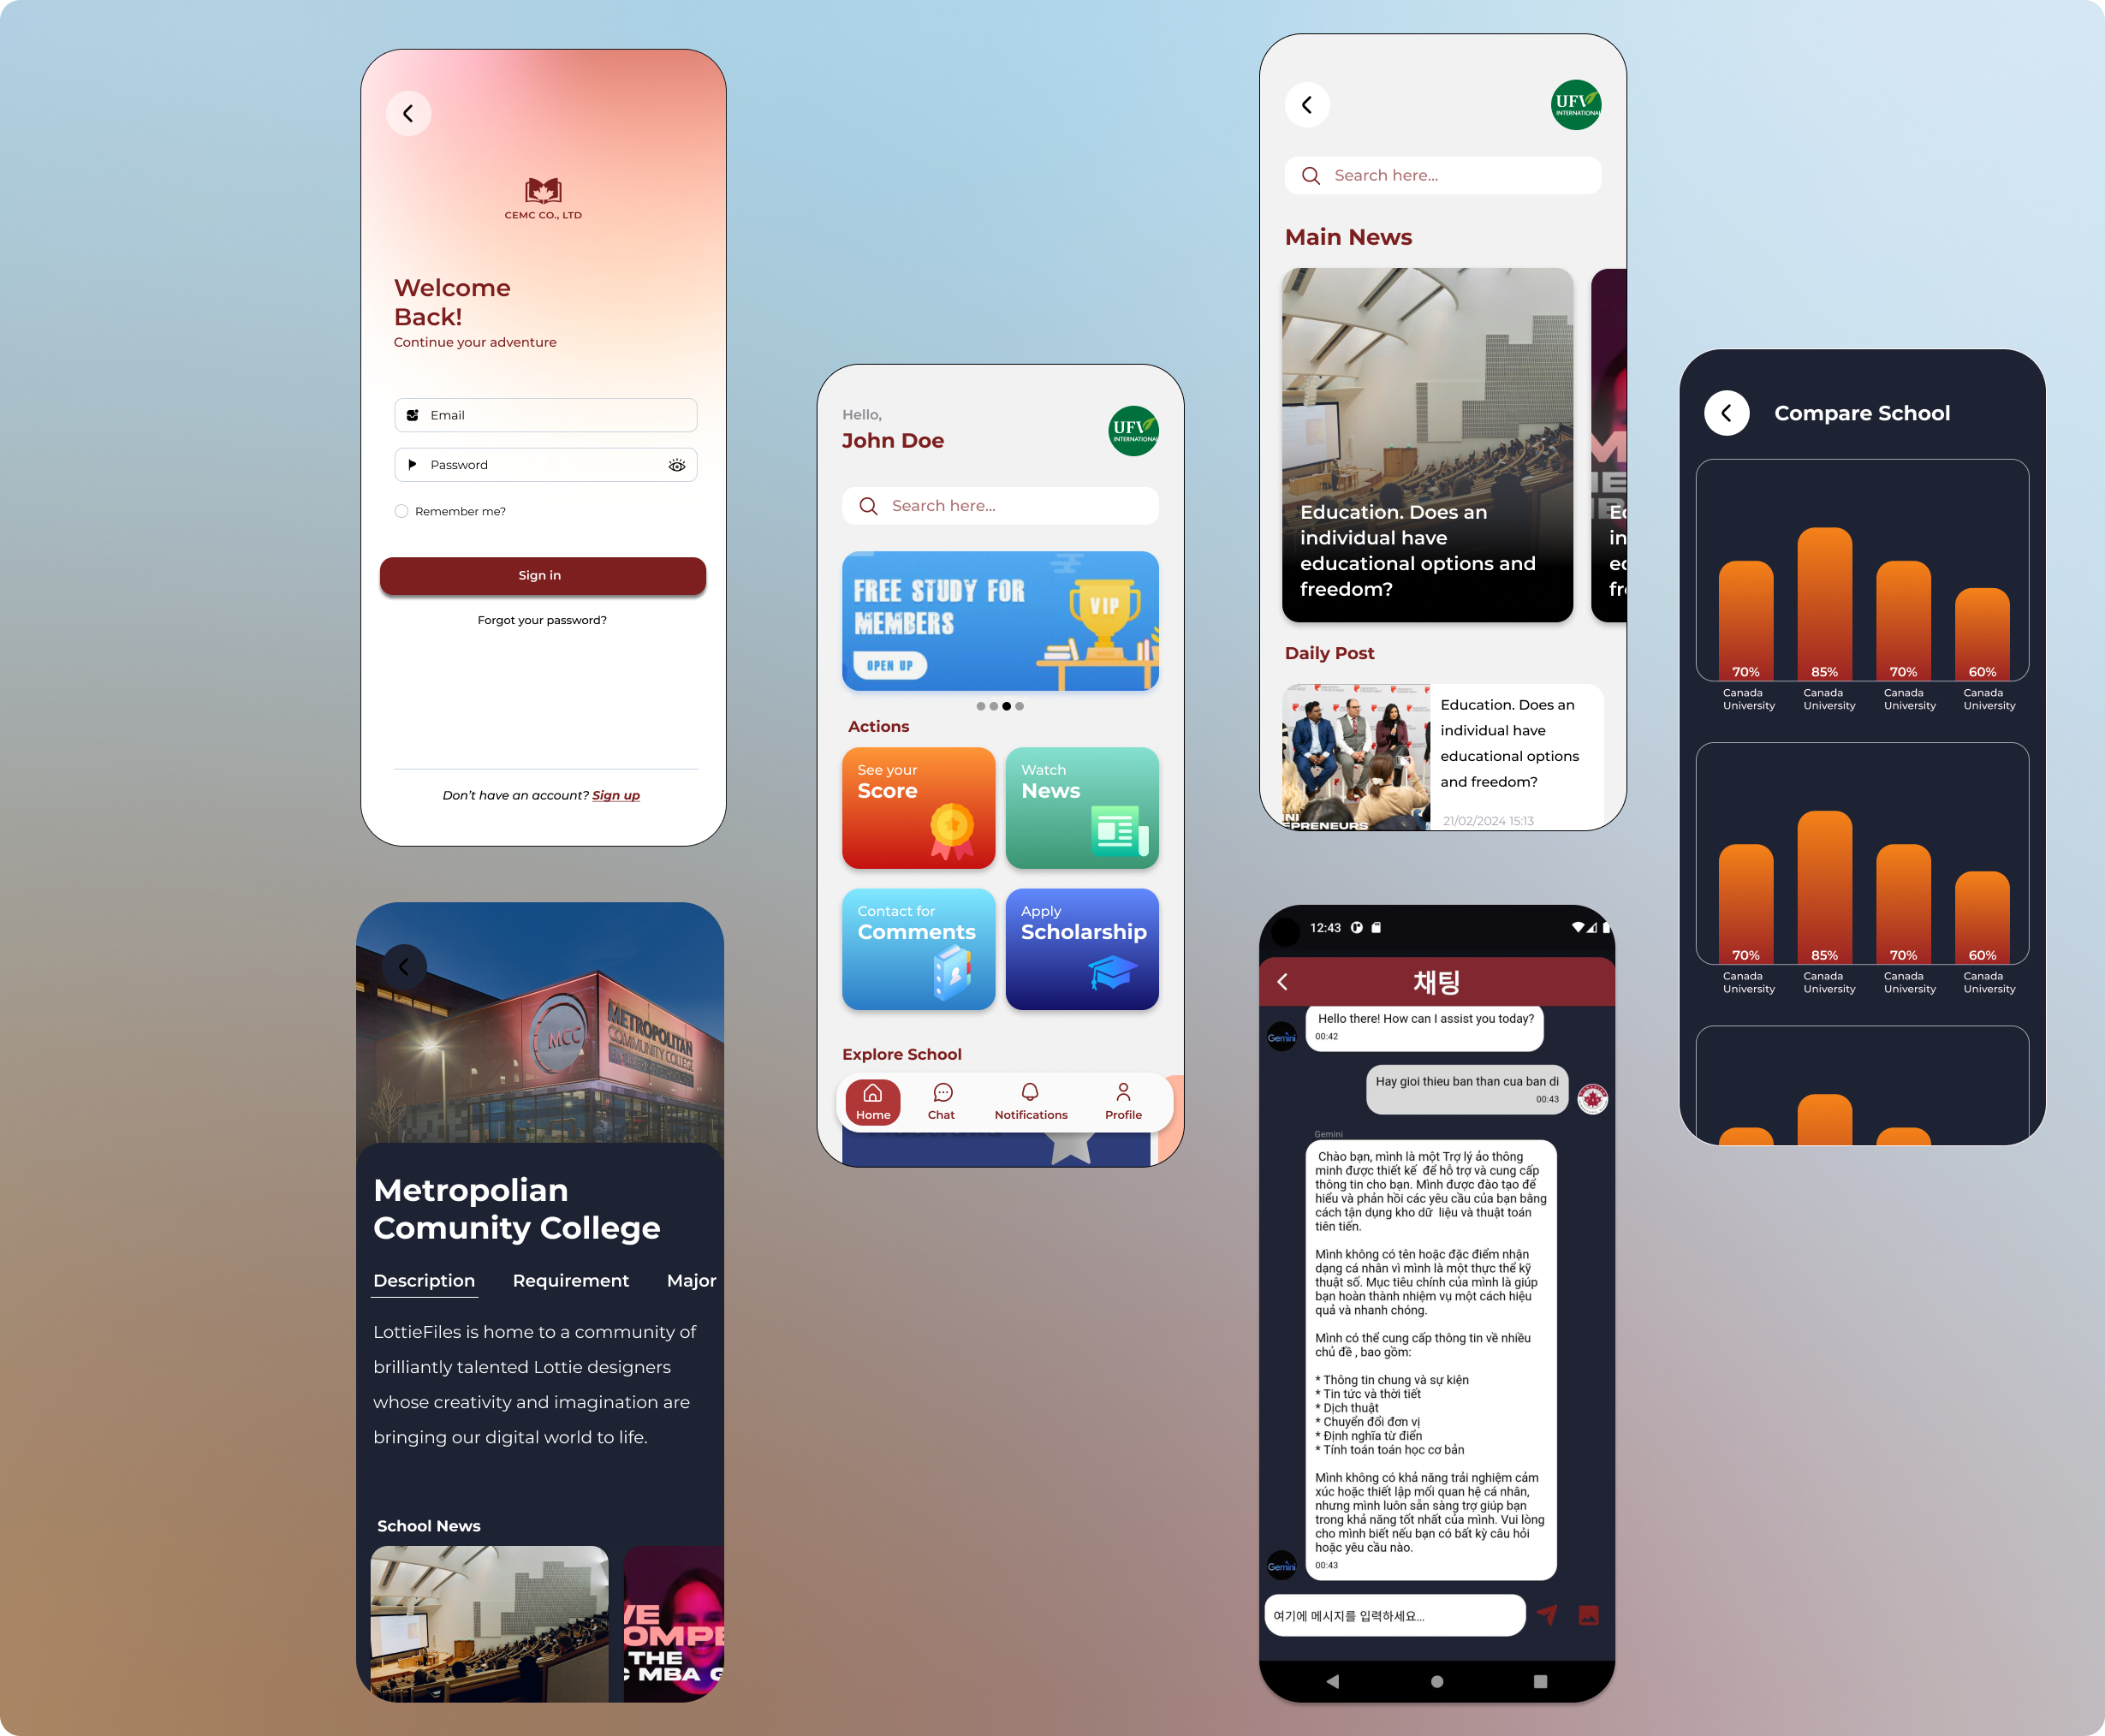 CEMC CO., LTD
Welcome
Back!
Continue your adventure
Email
Password
Remember me?
Sign in
Forgot your password?
Don't have an account? Sign up
MCC
METROPOLITAN
COMMUNITY COLLEGE
Metropolian
Comunity College
Description Requirement Major
LottieFiles is home to a community of
brilliantly talented Lottie designers
whose creativity and imagination are
bringing our digital world to life.
School News
THE
MBA
Hello,
John Doe
UFV
INTERNATIONAL
Search here...
FREE STUDY FOR
MEMBERS
VIP
OPEN UP
Actions
See your
Score
Watch
News
Contact for
Comments
Apply
Scholarship
Explore School
Home
Chat
Notifications
Profile
UFV
INTERNATIONAL
Search here...
Main News
Education. Does an
individual have
educational options and
freedom?
Daily Post
Education. Does an
individual have
educational options
and freedom?
21/02/2024 15:13
12:43
채팅
Hello there! How can I assist you today?
00:42
Gemini
Hay gioi thieu ban than cua ban di
00:43
Gemini
Chào bạn, mình là một Trợ lý ảo thông
minh được thiết kế để hỗ trợ và cung cấp
thông tin cho bạn. Mình được đào tạo để
hiểu và phản hồi các yêu cầu của bạn bằng
cách tận dụng kho dữ liệu và thuật toán
tiên tiến.
Mình không có tên hoặc đặc điểm nhận
dạng cá nhân vì mình là một thực thể kỹ
thuật số. Mục tiêu chính của mình là giúp
bạn hoàn thành nhiệm vụ một cách hiệu
quả và nhanh chóng.
Mình có thể cung cấp thông tin về nhiều
chủ đề , bao gồm:
* Thông tin chung và sự kiện
* Tin tức và thời tiết
* Dịch thuật
* Chuyển đổi đơn vị
* Định nghĩa từ điển
* Tính toán toán học cơ bản
Mình không có khả năng trải nghiệm cảm
xúc hoặc thiết lập mối quan hệ cá nhân,
nhưng mình luôn sẵn sàng trợ giúp bạn
trong khả năng tốt nhất của mình. Vui lòng
cho mình biết nếu bạn có bất kỳ câu hỏi
hoặc yêu cầu nào.
Gemini
00:43
여기에 메시지를 입력하세요...
Compare School
70% 85% 70% 60%
Canada Canada Canada Canada
University University University University
70% 85% 70% 60%
Canada Canada Canada Canada
University University University University